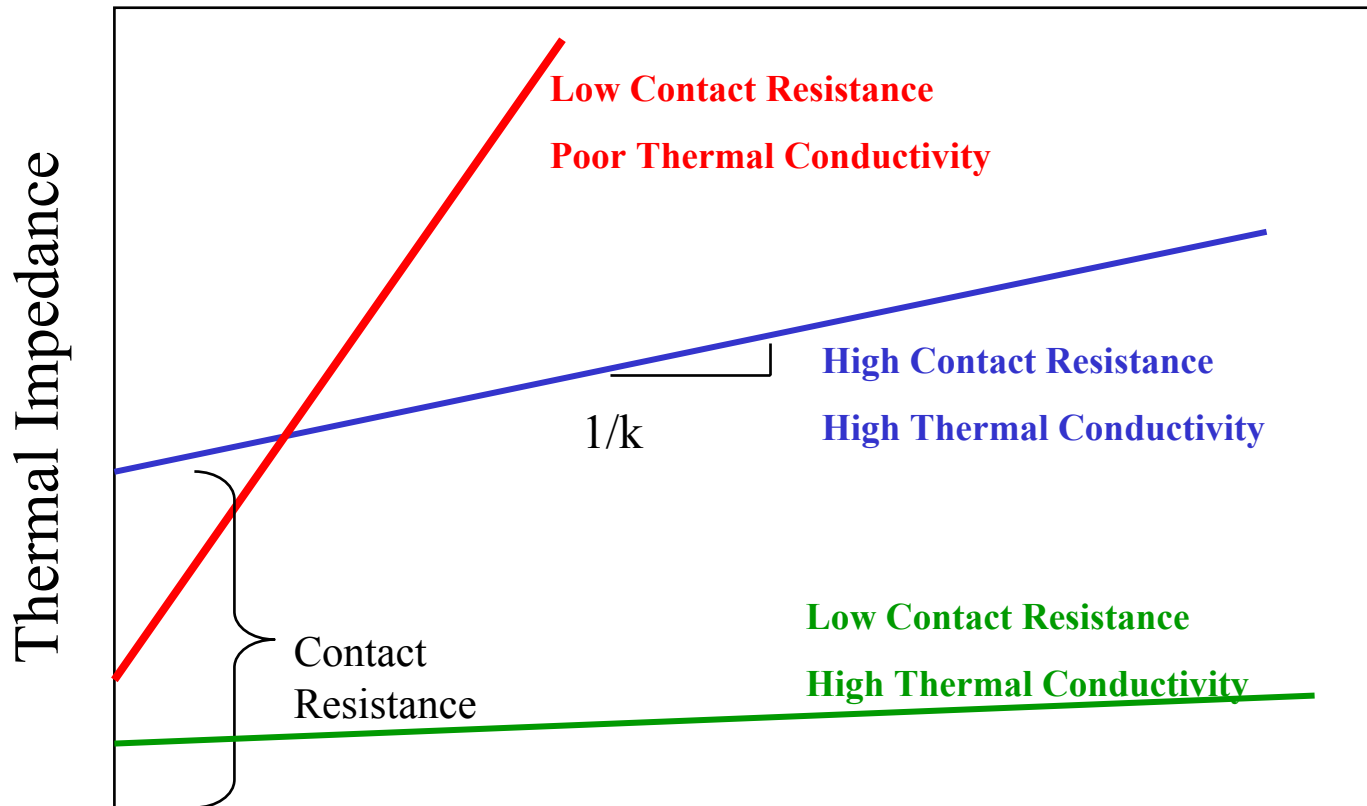 Thermal Impedance
Low Contact Resistance
Poor Thermal Conductivity
High Contact Resistance
High Thermal Conductivity
1/k
Low Contact Resistance
High Thermal Conductivity
Contact
Resistance